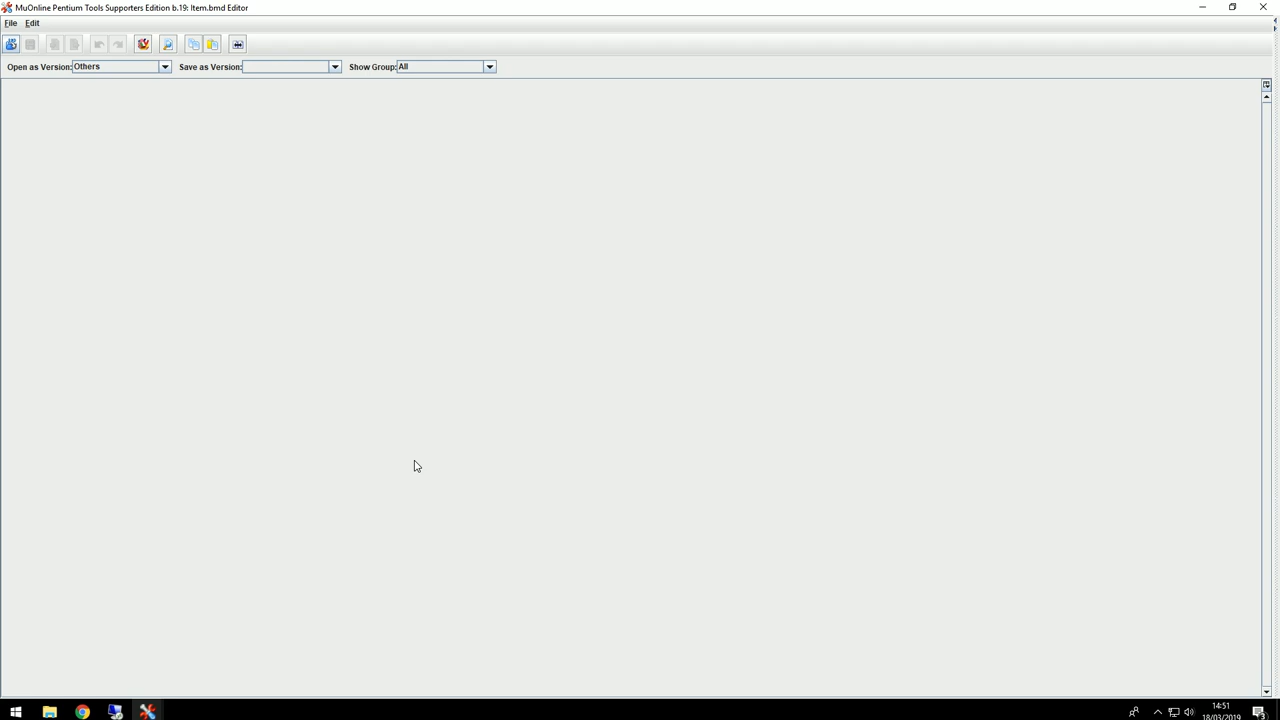 MuOnline Pentium Tools Supporters Edition b.19: Item.bmd Editor
File Edit
Open as Version: Others Save as Version: Show Group: All
14:51
18/03/2019